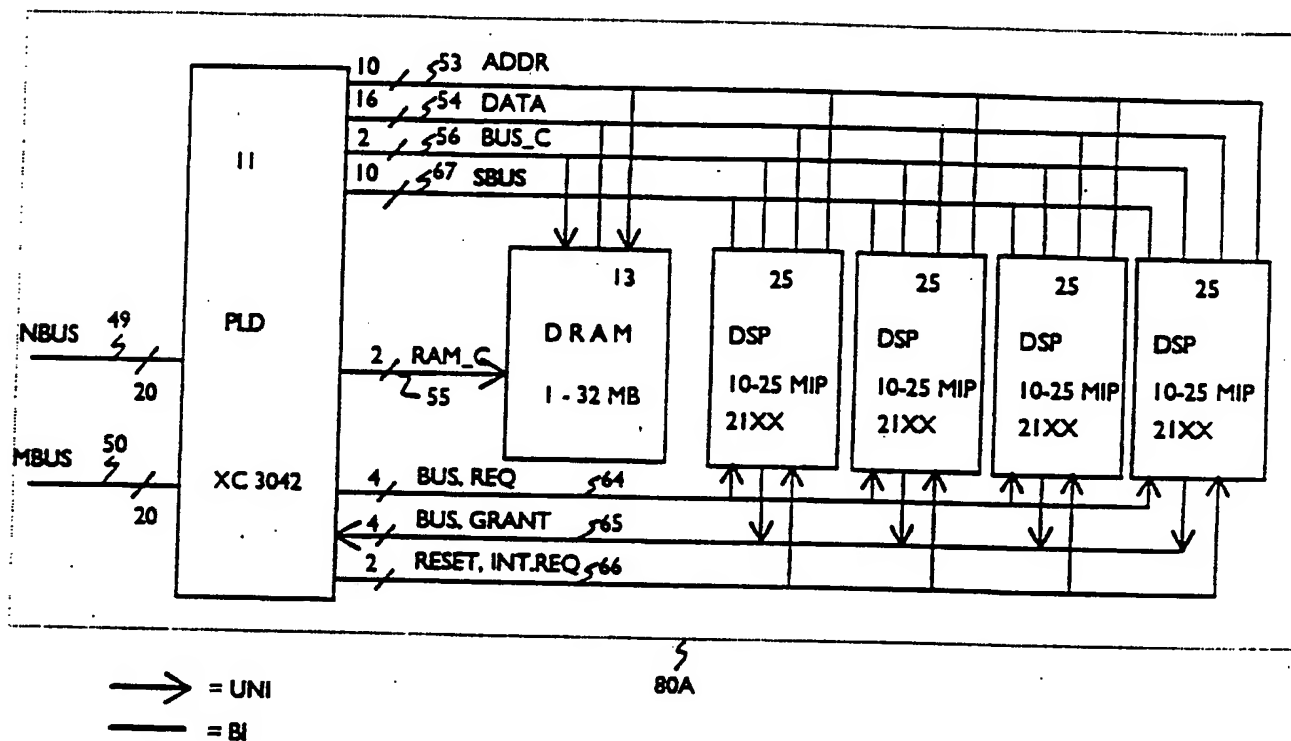 10 53 ADDR
16 54 DATA
2 56 BUS_C
10 67 SBUS
11
PLD
XC 3042
NBUS 49
20
MBUS 50
20
2 RAM_C
55
13
DRAM
1 - 32 MB
25
DSP
10-25 MIP
21XX
25
DSP
10-25 MIP
21XX
25
DSP
10-25 MIP
21XX
25
DSP
10-25 MIP
21XX
4 BUS. REQ 64
4 BUS. GRANT 65
2 RESET, INT.REQ 66
80A
= UNI
= BI